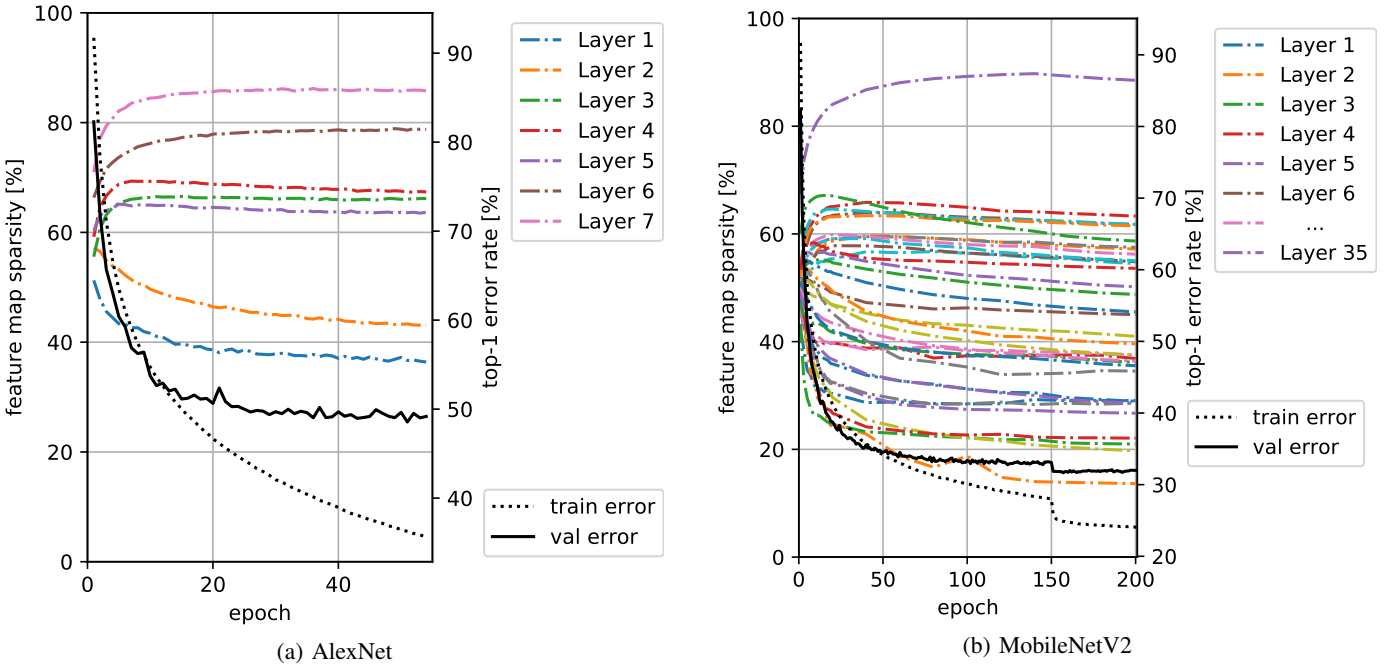 100
80
60
40
20
0
feature map sparsity [%]
0
20
40
epoch
90
80
70
60
50
40
top-1 error rate [%]
Layer 1
Layer 2
Layer 3
Layer 4
Layer 5
Layer 6
Layer 7
train error
val error
(a) AlexNet
100
80
60
40
20
0
feature map sparsity [%]
0
50
100
150
200
epoch
90
80
70
60
50
40
30
20
top-1 error rate [%]
Layer 1
Layer 2
Layer 3
Layer 4
Layer 5
Layer 6
...
Layer 35
train error
val error
(b) MobileNetV2